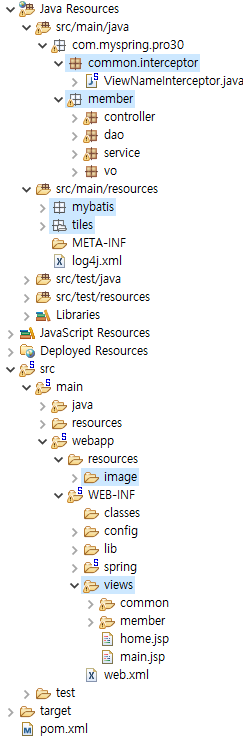 Java Resources
src/main/java
com.myspring.pro30
common.interceptor
ViewNameInterceptor.java
member
controller
dao
service
vo
src/main/resources
mybatis
tiles
META-INF
log4j.xml
src/test/java
src/test/resources
Libraries
JavaScript Resources
Deployed Resources
src
main
java
resources
webapp
resources
image
WEB-INF
classes
config
lib
spring
views
common
member
home.jsp
main.jsp
web.xml
test
target
pom.xml